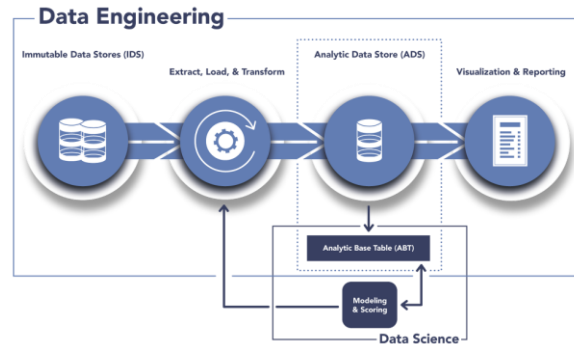 Data Engineering
Immutable Data Stores (IDS)
Extract, Load, & Transform
Analytic Data Store (ADS)
Visualization & Reporting
Analytic Base Table (ABT)
Modeling
& Scoring
Data Science